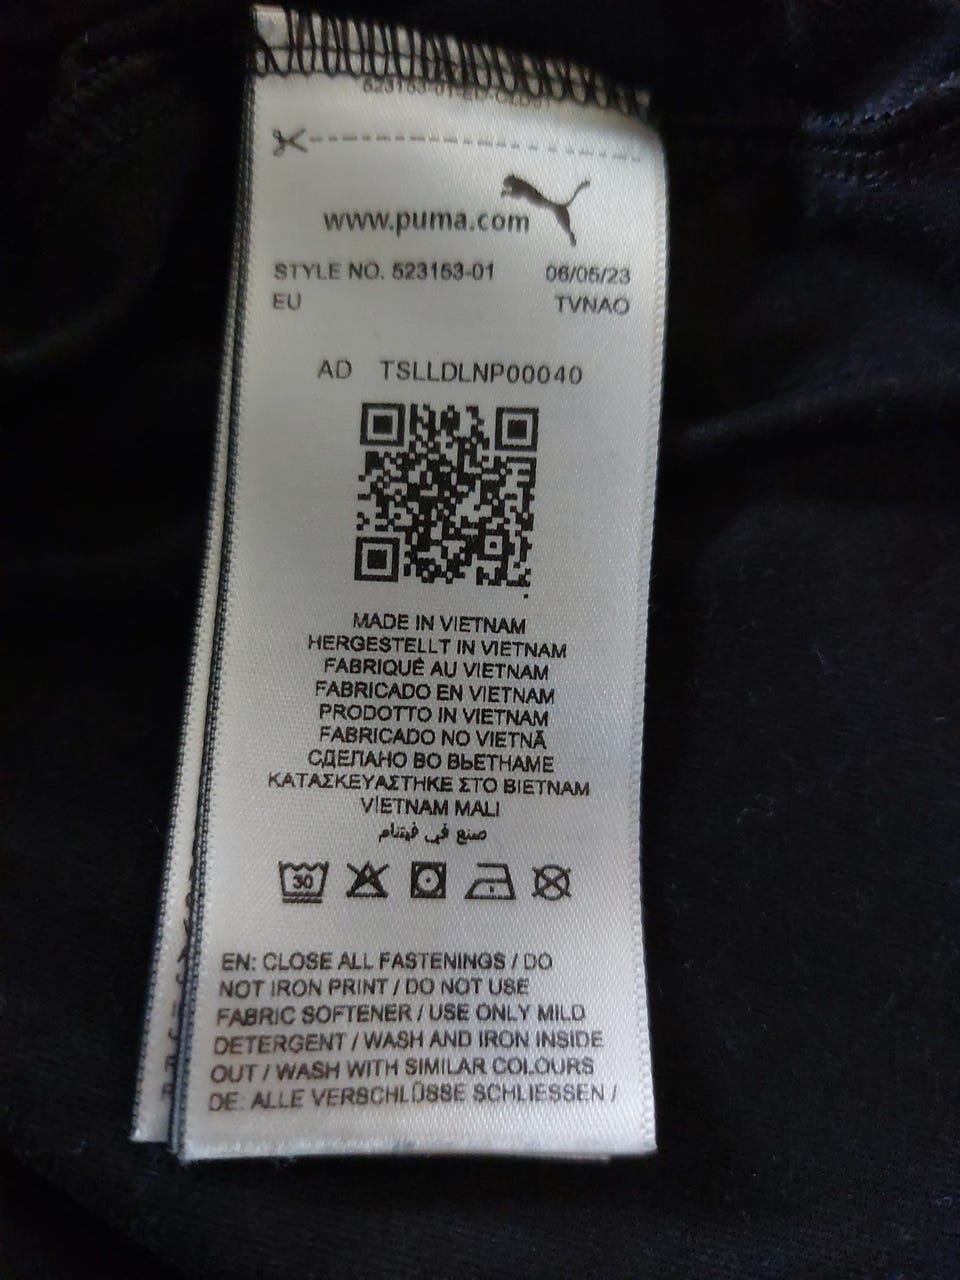 www.puma.com
STYLE NO. 523153-01 06/05/23
EU TVNAO
AD TSLLDLNP00040
MADE IN VIETNAM
HERGESTELLT IN VIETNAM
FABRIQUÉ AU VIETNAM
FABRICADO EN VIETNAM
PRODOTTO IN VIETNAM
FABRICADO NO VIETNÃ
СДЕЛАНО ВО ВЬЕТНАМЕ
ΚΑΤΑΣΚΕΥΑΣΤΗΚΕ ΣΤΟ ΒΙΕΤΝΑΜ
VİETNAM MALI
صنع في فيتنام
30
EN: CLOSE ALL FASTENINGS / DO
NOT IRON PRINT / DO NOT USE
FABRIC SOFTENER / USE ONLY MILD
DETERGENT / WASH AND IRON INSIDE
OUT / WASH WITH SIMILAR COLOURS
DE: ALLE VERSCHLÜSSE SCHLIESSEN /